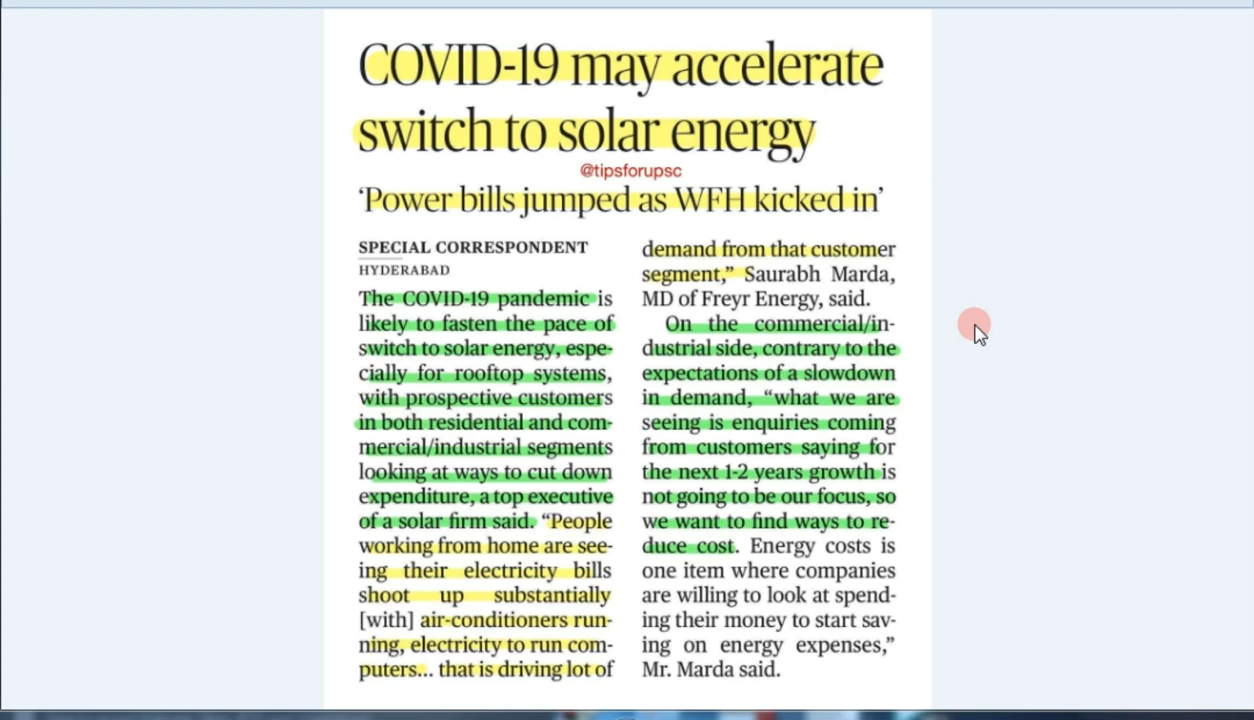 COVID-19 may accelerate
switch to solar energy
@tipsforupsc
‘Power bills jumped as WFH kicked in’
SPECIAL CORRESPONDENT
HYDERABAD
The COVID-19 pandemic is
likely to fasten the pace of
switch to solar energy, espe-
cially for rooftop systems,
with prospective customers
in both residential and com-
mercial/industrial segments
looking at ways to cut down
expenditure, a top executive
of a solar firm said. “People
working from home are see-
ing their electricity bills
shoot up substantially
[with] air-conditioners run-
ning, electricity to run com-
puters... that is driving lot of
demand from that customer
segment,” Saurabh Marda,
MD of Freyr Energy, said.
On the commercial/in-
dustrial side, contrary to the
expectations of a slowdown
in demand, “what we are
seeing is enquiries coming
from customers saying for
the next 1-2 years growth is
not going to be our focus, so
we want to find ways to re-
duce cost. Energy costs is
one item where companies
are willing to look at spend-
ing their money to start sav-
ing on energy expenses,”
Mr. Marda said.